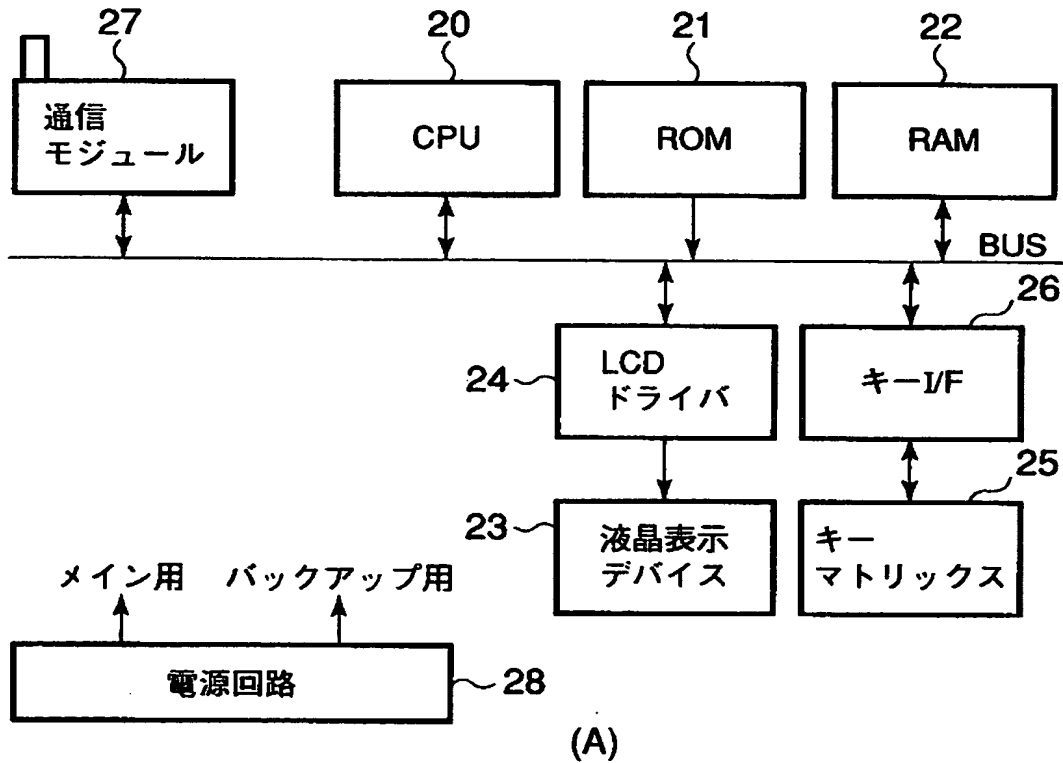 27
20
21
22
通信
モジュール
CPU
ROM
RAM
BUS
26
24
LCD
ドライバ
キーI/F
25
23
液晶表示
デバイス
キー
マトリックス
メイン用
バックアップ用
電源回路
28
(A)